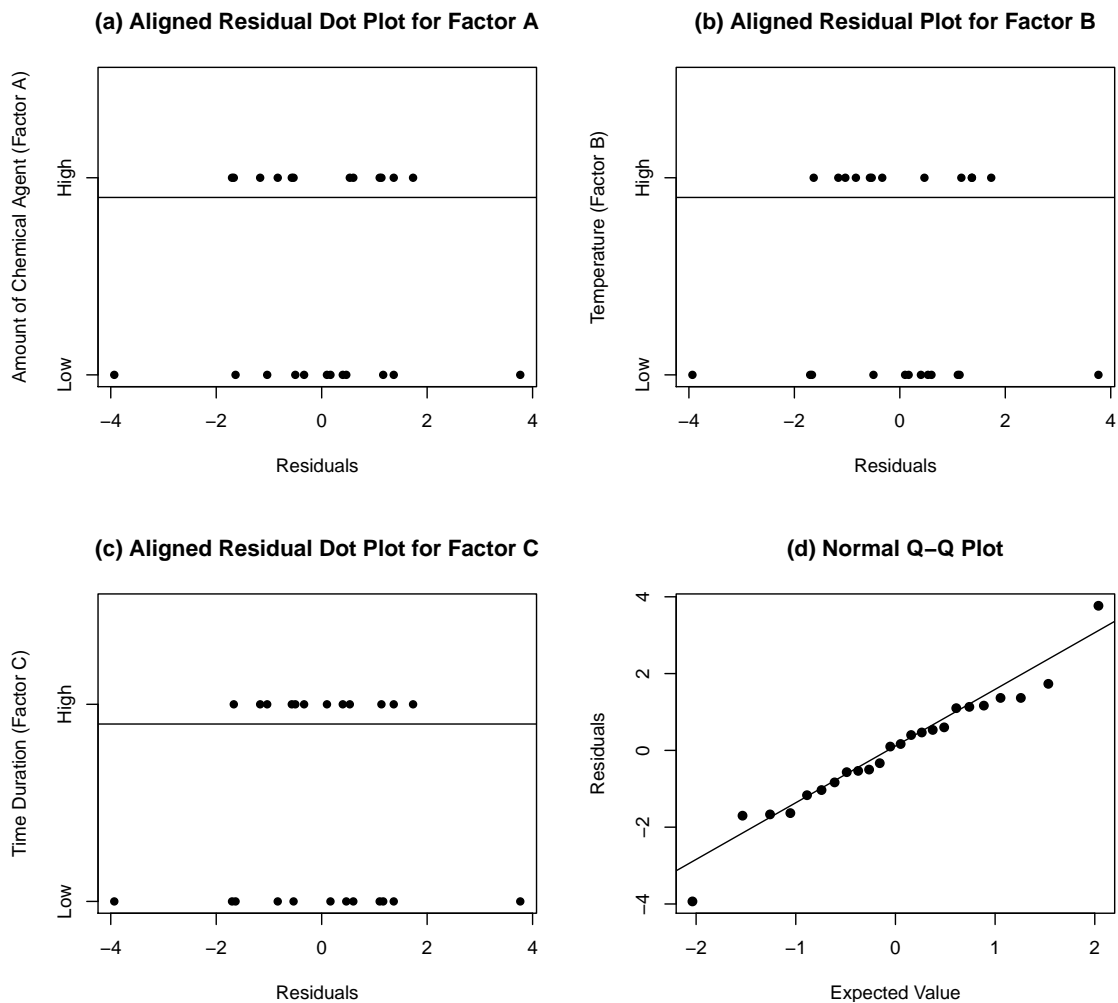 (a) Aligned Residual Dot Plot for Factor A
Amount of Chemical Agent (Factor A)
High
Low
−4 −2 0 2 4
Residuals
(b) Aligned Residual Plot for Factor B
Temperature (Factor B)
High
Low
−4 −2 0 2 4
Residuals
(c) Aligned Residual Dot Plot for Factor C
Time Duration (Factor C)
High
Low
−4 −2 0 2 4
Residuals
(d) Normal Q−Q Plot
Residuals
4
2
0
−2
−4
−2 −1 0 1 2
Expected Value